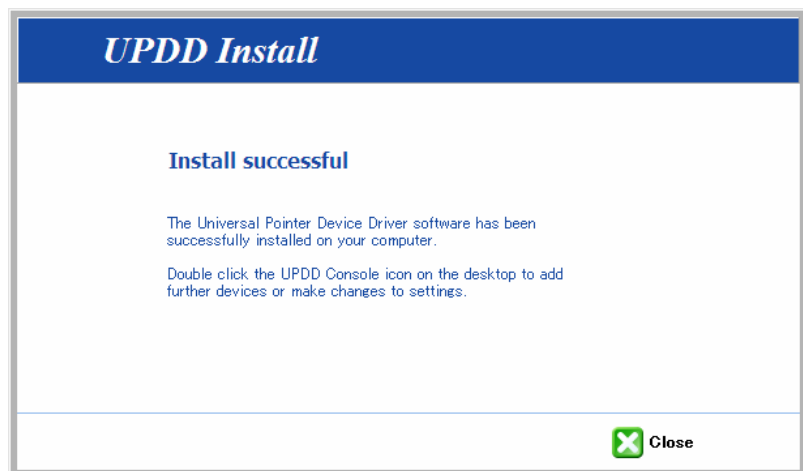 UPDD Install
Install successful
The Universal Pointer Device Driver software has been
successfully installed on your computer.
Double click the UPDD Console icon on the desktop to add
further devices or make changes to settings.
Close